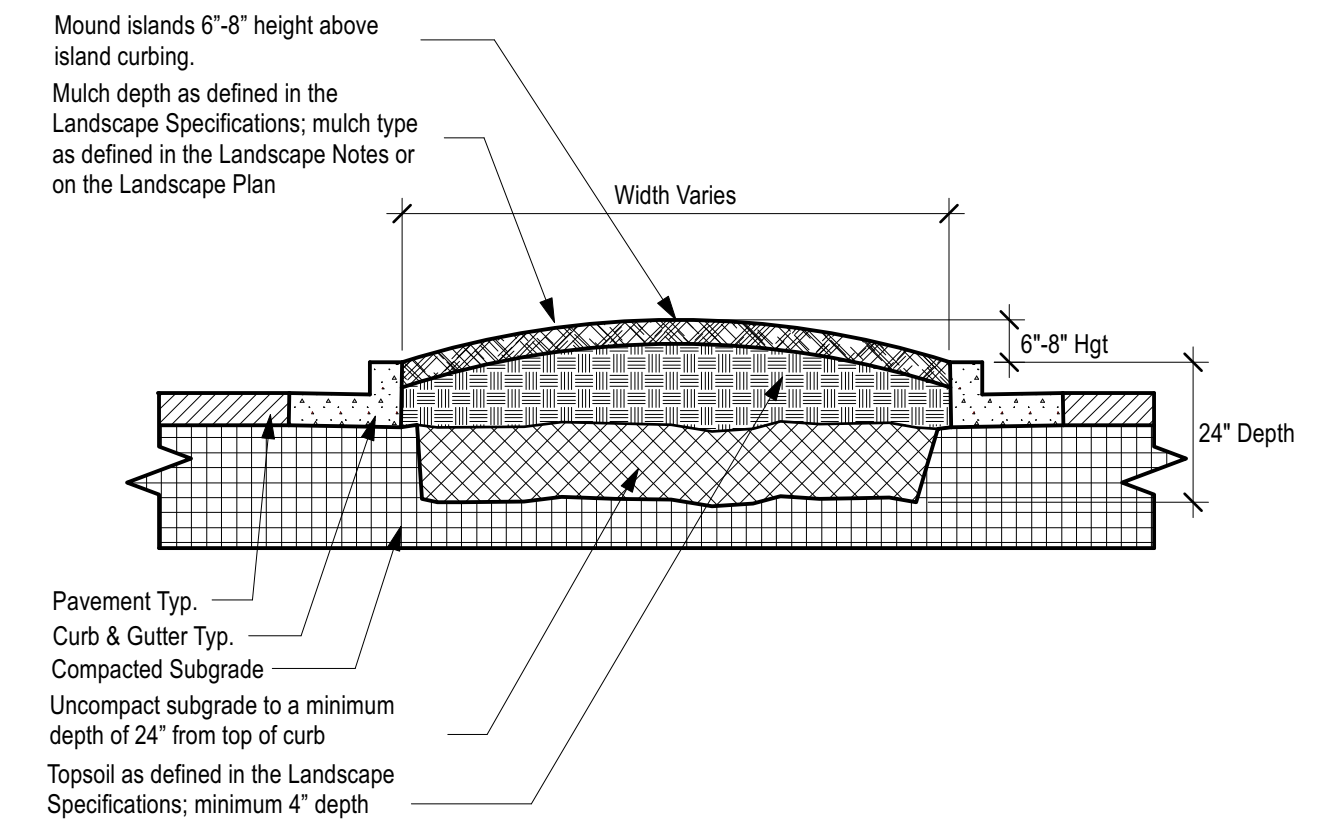 Mound islands 6”-8” height above
island curbing.
Mulch depth as defined in the
Landscape Specifications; mulch type
as defined in the Landscape Notes or
on the Landscape Plan
Width Varies
6"-8" Hgt
24" Depth
Pavement Typ.
Curb & Gutter Typ.
Compacted Subgrade
Uncompact subgrade to a minimum
depth of 24” from top of curb
Topsoil as defined in the Landscape
Specifications; minimum 4” depth